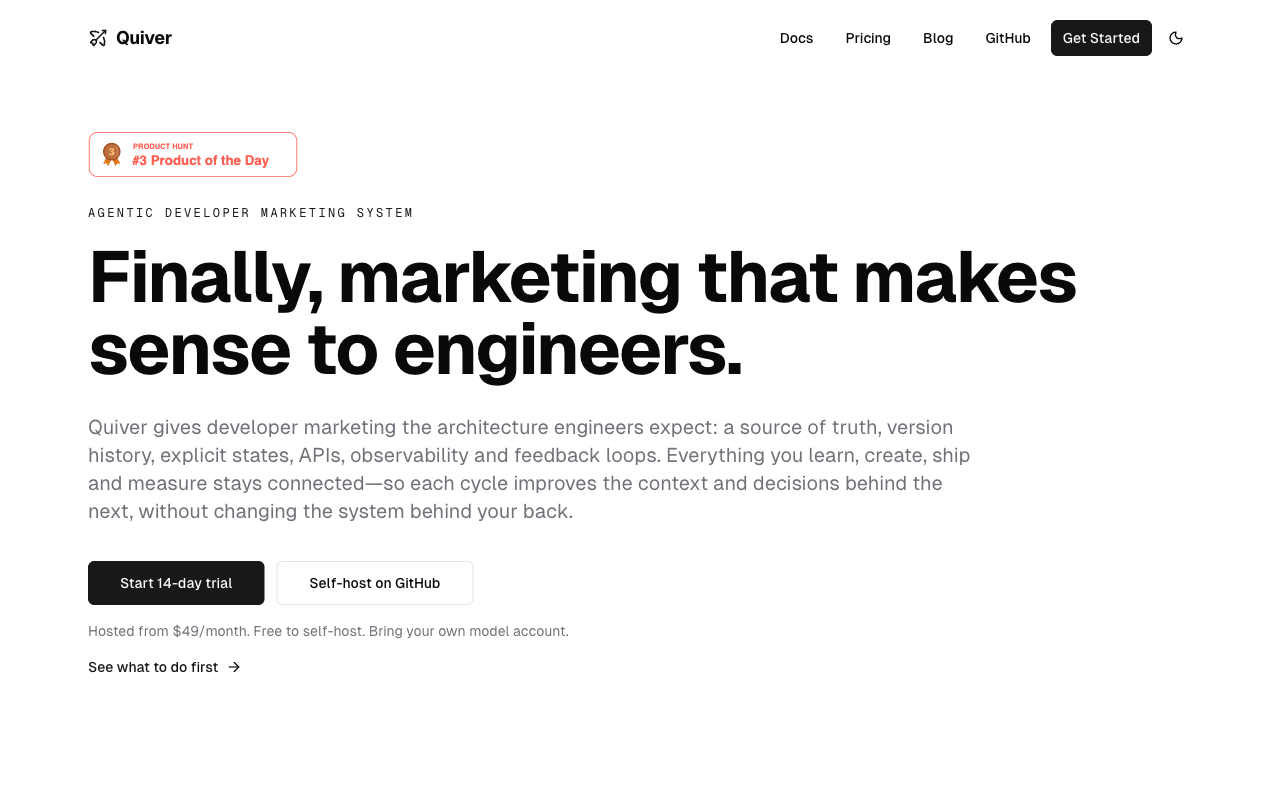 Quiver
Docs Pricing Blog GitHub Get Started
3
PRODUCT HUNT
#3 Product of the Day
AGENTIC DEVELOPER MARKETING SYSTEM
Finally, marketing that makes
sense to engineers.
Quiver gives developer marketing the architecture engineers expect: a source of truth, version
history, explicit states, APIs, observability and feedback loops. Everything you learn, create, ship
and measure stays connected—so each cycle improves the context and decisions behind the
next, without changing the system behind your back.
Start 14-day trial Self-host on GitHub
Hosted from $49/month. Free to self-host. Bring your own model account.
See what to do first →